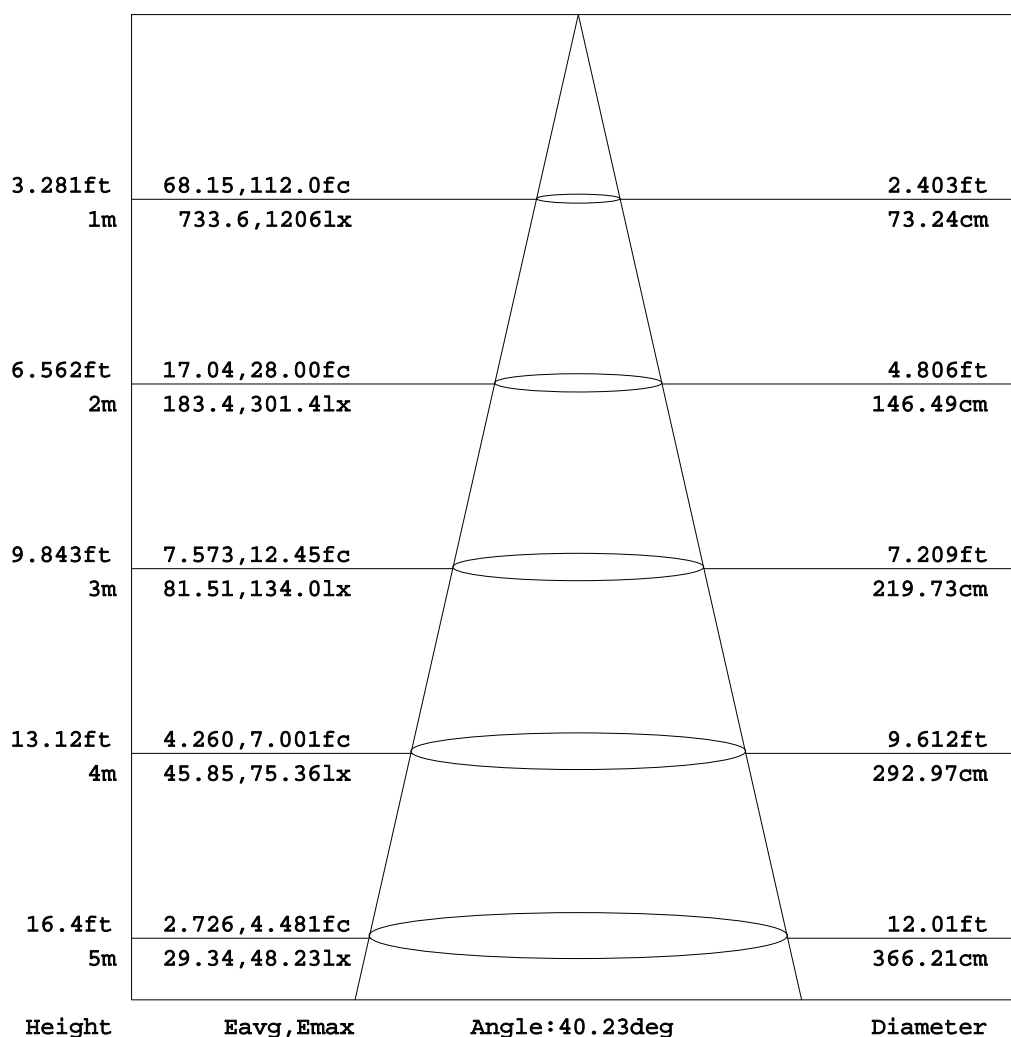 3.281ft 68.15,112.0fc 2.403ft
1m 733.6,1206lx 73.24cm
6.562ft 17.04,28.00fc 4.806ft
2m 183.4,301.4lx 146.49cm
9.843ft 7.573,12.45fc 7.209ft
3m 81.51,134.0lx 219.73cm
13.12ft 4.260,7.001fc 9.612ft
4m 45.85,75.36lx 292.97cm
16.4ft 2.726,4.481fc 12.01ft
5m 29.34,48.23lx 366.21cm
Height Eavg,Emax Angle:40.23deg Diameter